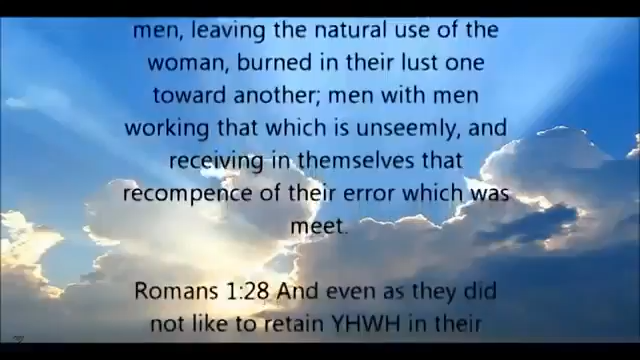 men, leaving the natural use of the
woman, burned in their lust one
toward another; men with men
working that which is unseemly, and
receiving in themselves that
recompence of their error which was
meet.
Romans 1:28 And even as they did
not like to retain YHWH in their